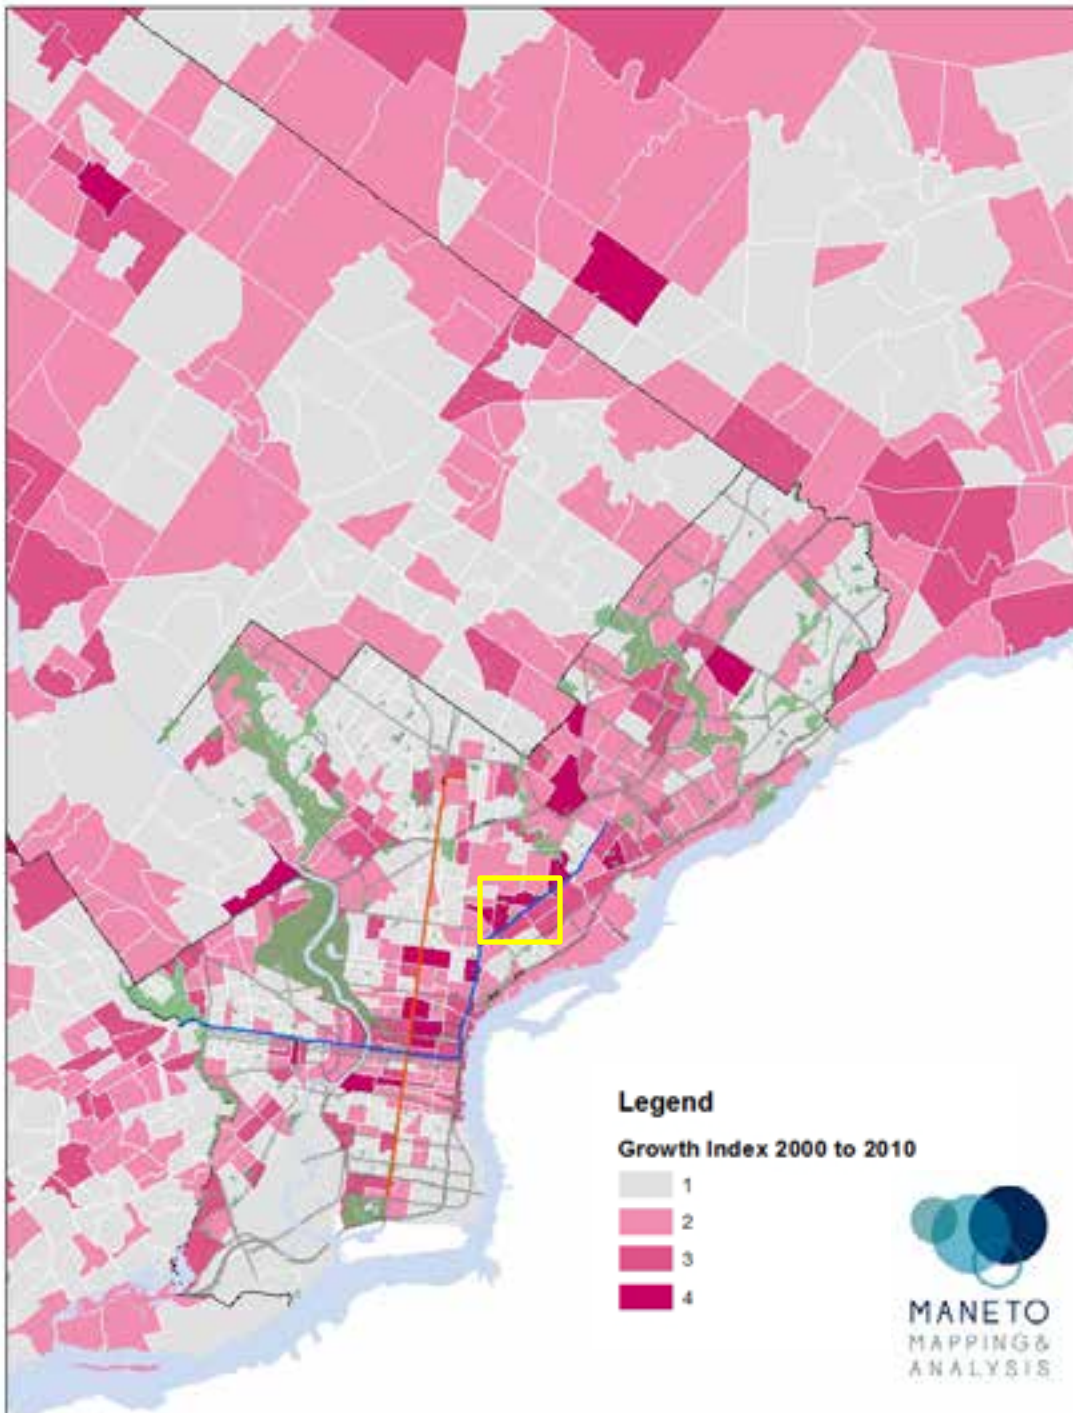 Legend
Growth Index 2000 to 2010
1
2
3
4
MANETO
MAPPING &
ANALYSIS